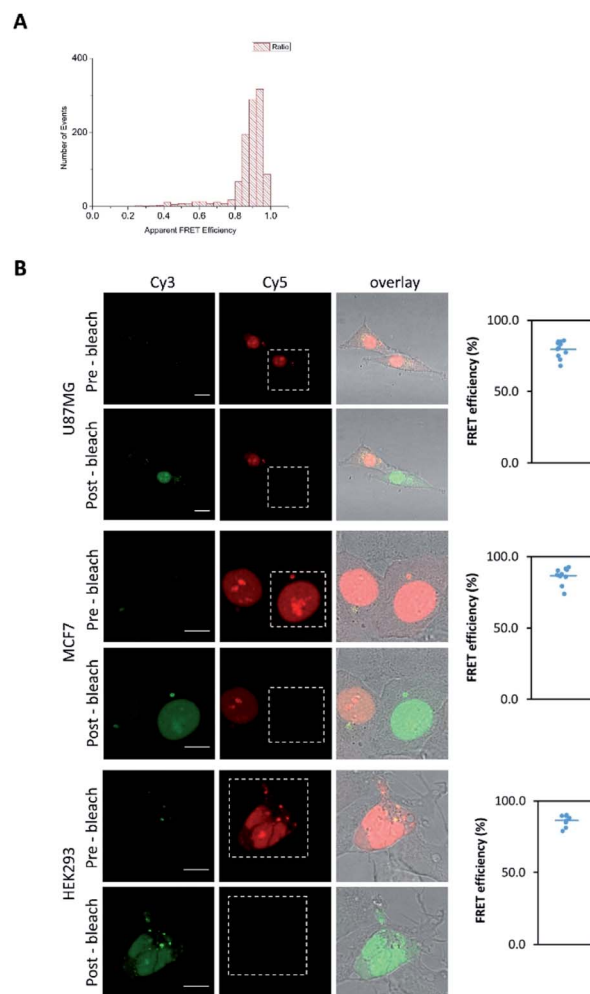 A
Ratio
400
200
0
Number of Events
0.0 0.2 0.4 0.6 0.8 1.0
Apparent FRET Efficiency
B
Cy3 Cy5 overlay
U87MG
Pre - bleach
Post - bleach
FRET efficiency (%)
100.0
50.0
0.0
MCF7
Pre - bleach
Post - bleach
FRET efficiency (%)
100.0
50.0
0.0
HEK293
Pre - bleach
Post - bleach
FRET efficiency (%)
100.0
50.0
0.0